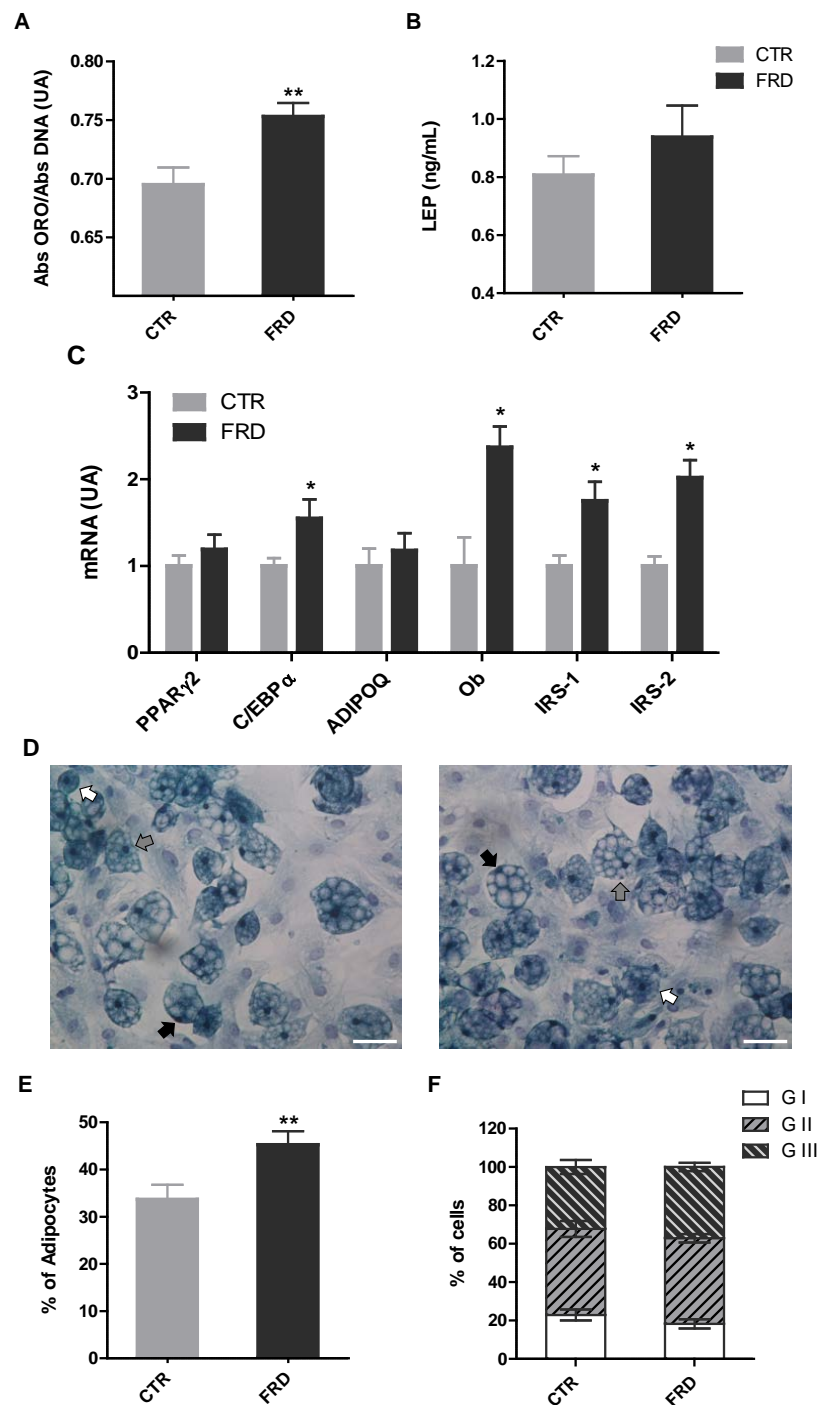 A
Abs ORO/Abs DNA (UA)
0.80
0.75
0.70
0.65
**
CTR
FRD
B
LEP (ng/mL)
1.2
1.0
0.8
0.6
0.4
CTR
FRD
CTR
FRD
C
mRNA (UA)
3
2
1
0
CTR
FRD
*
*
*
*
PPARγ2
C/EBPα
ADIPOQ
Ob
IRS-1
IRS-2
D
E
% of Adipocytes
50
40
30
20
10
0
**
CTR
FRD
F
% of cells
120
100
80
60
40
20
0
G I
G II
G III
CTR
FRD